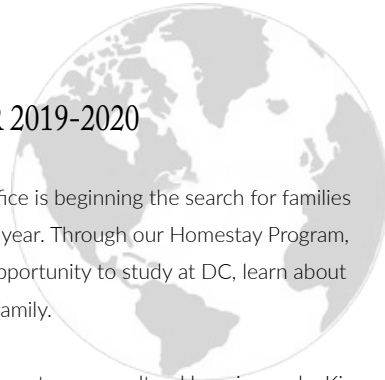 2019-2020
fice is beginning the search for families
year. Through our Homestay Program,
pportunity to study at DC, learn about
amily.